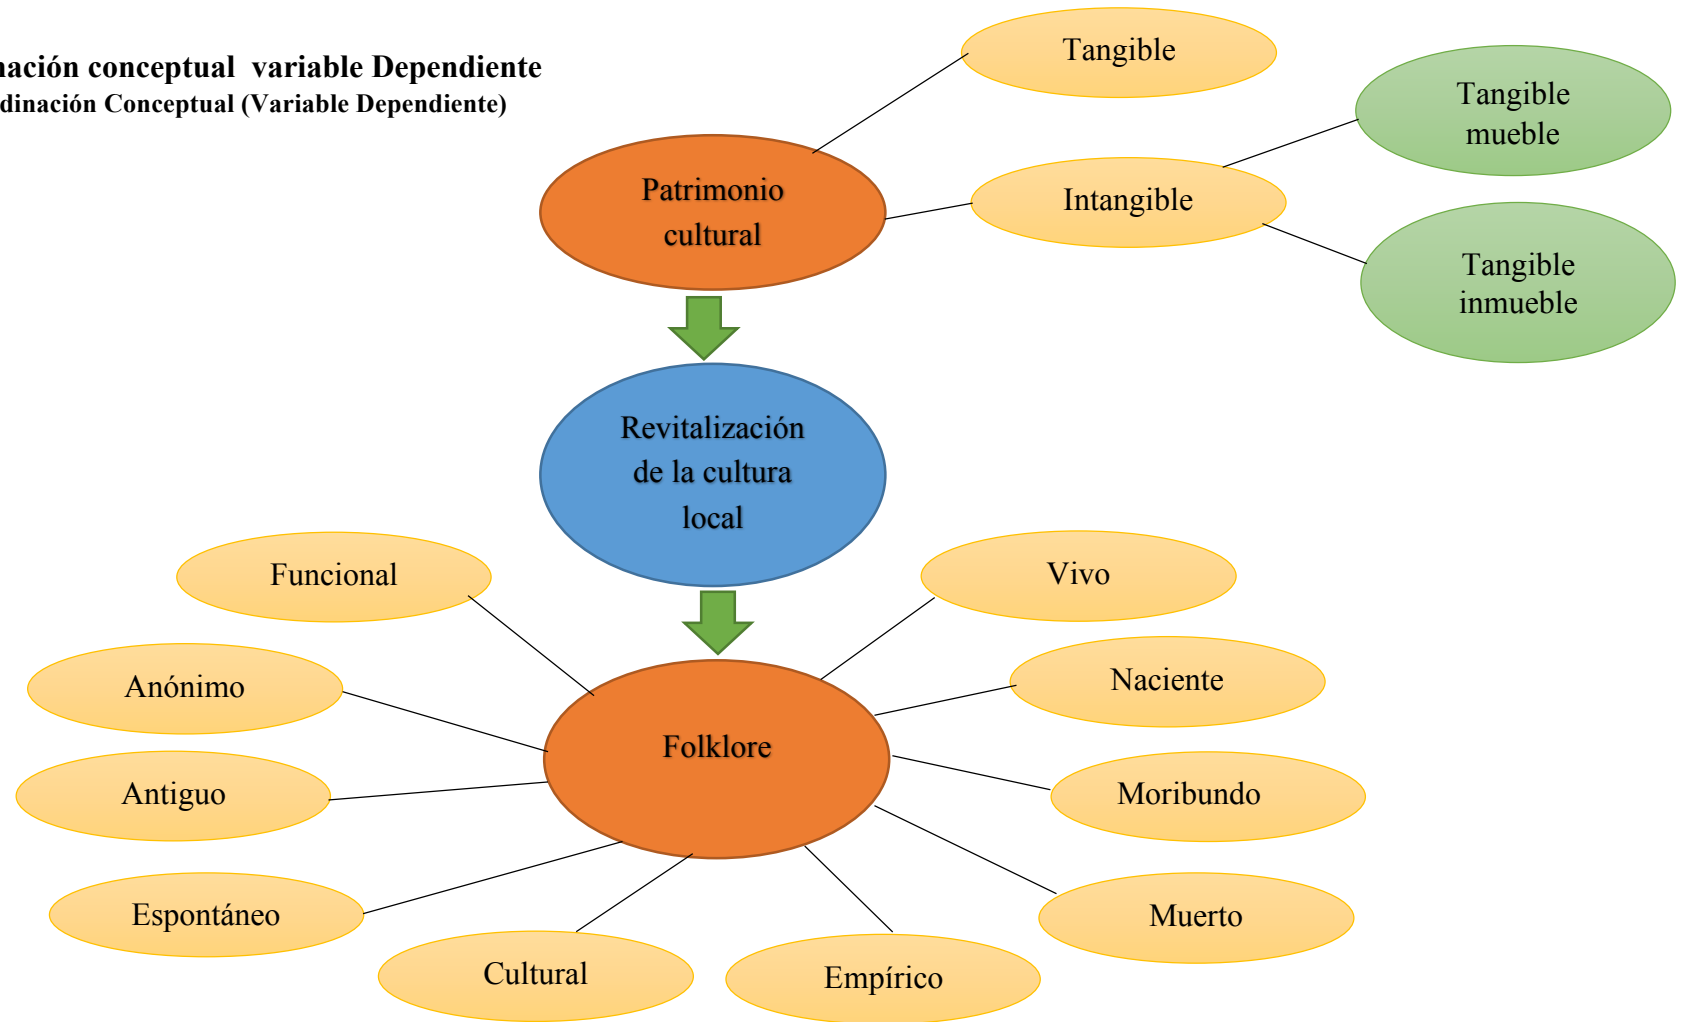 nación conceptual variable Dependiente
dinación Conceptual (Variable Dependiente)
Tangible
Tangible
mueble
Patrimonio
cultural
Intangible
Tangible
inmueble
Revitalización
de la cultura
local
Funcional
Vivo
Anónimo
Naciente
Folklore
Antiguo
Moribundo
Espontáneo
Muerto
Cultural
Empírico